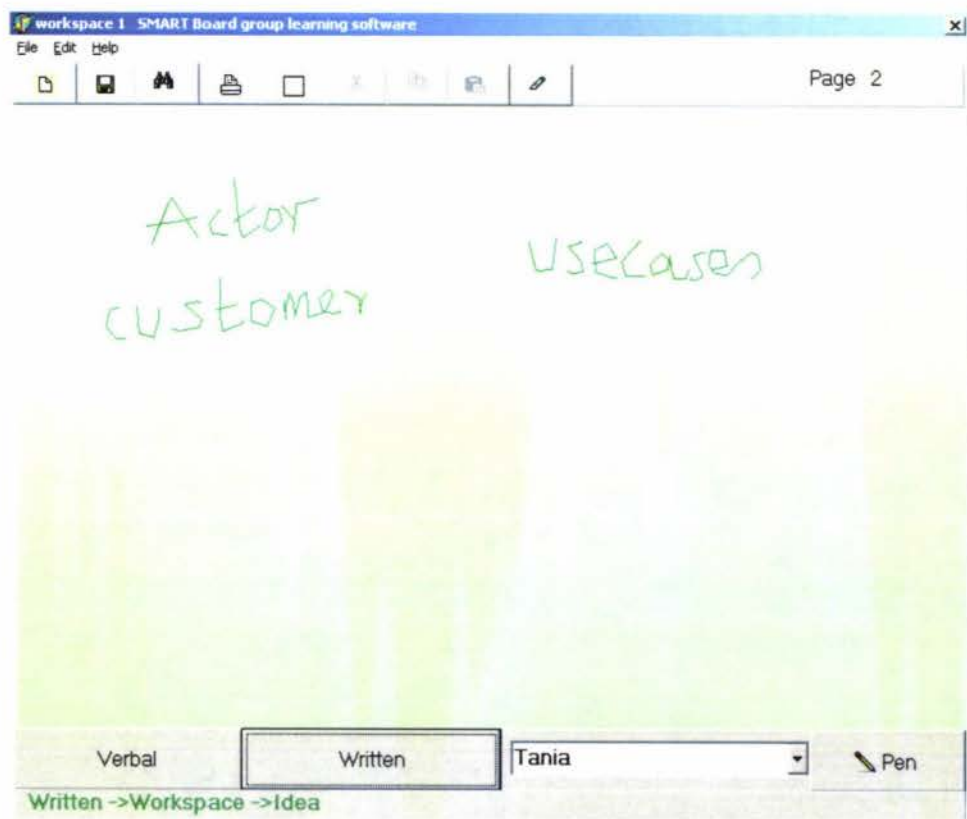 workspace 1 SMART Board group learning software
File Edit Help
Page 2
Actor
usecases
customer
Verbal
Written
Tania
Pen
Written ->Workspace ->Idea